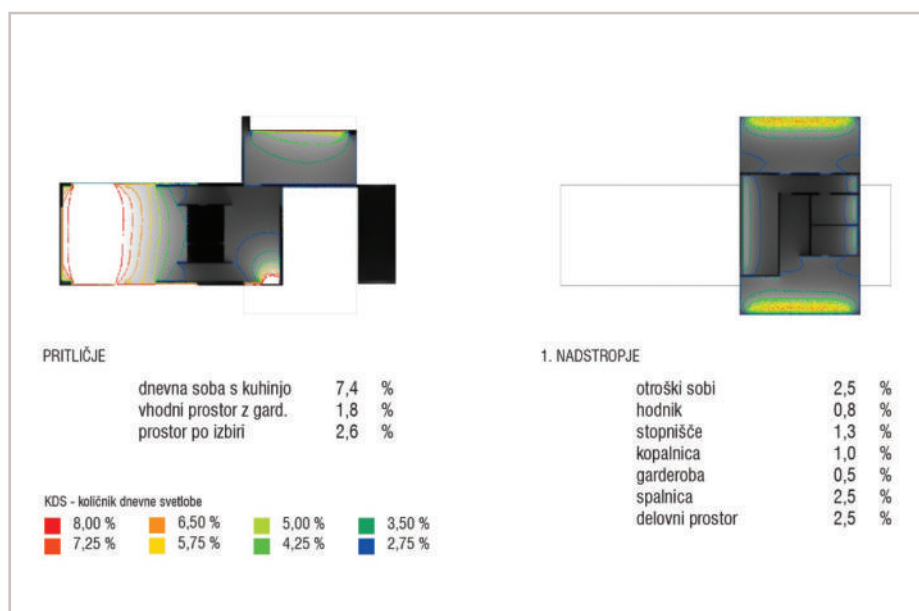 PRITLIČJE
dnevna soba s kuhinjo 7,4 %
vhodni prostor z gard. 1,8 %
prostor po izbiri 2,6 %
KDS - količnik dnevne svetlobe
8,00 % 6,50 % 5,00 % 3,50 %
7,25 % 5,75 % 4,25 % 2,75 %
1. NADSTROPJE
otroški sobi 2,5 %
hodnik 0,8 %
stopnišče 1,3 %
kopalnica 1,0 %
garderoba 0,5 %
spalnica 2,5 %
delovni prostor 2,5 %